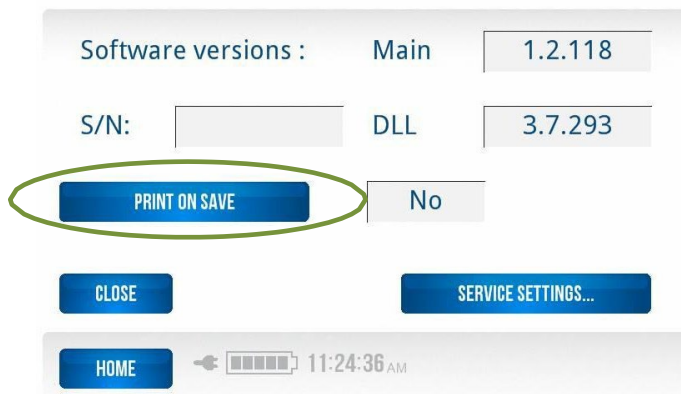 Software versions : Main 1.2.118
S/N: DLL 3.7.293
PRINT ON SAVE No
CLOSE SERVICE SETTINGS...
HOME 11:24:36 AM